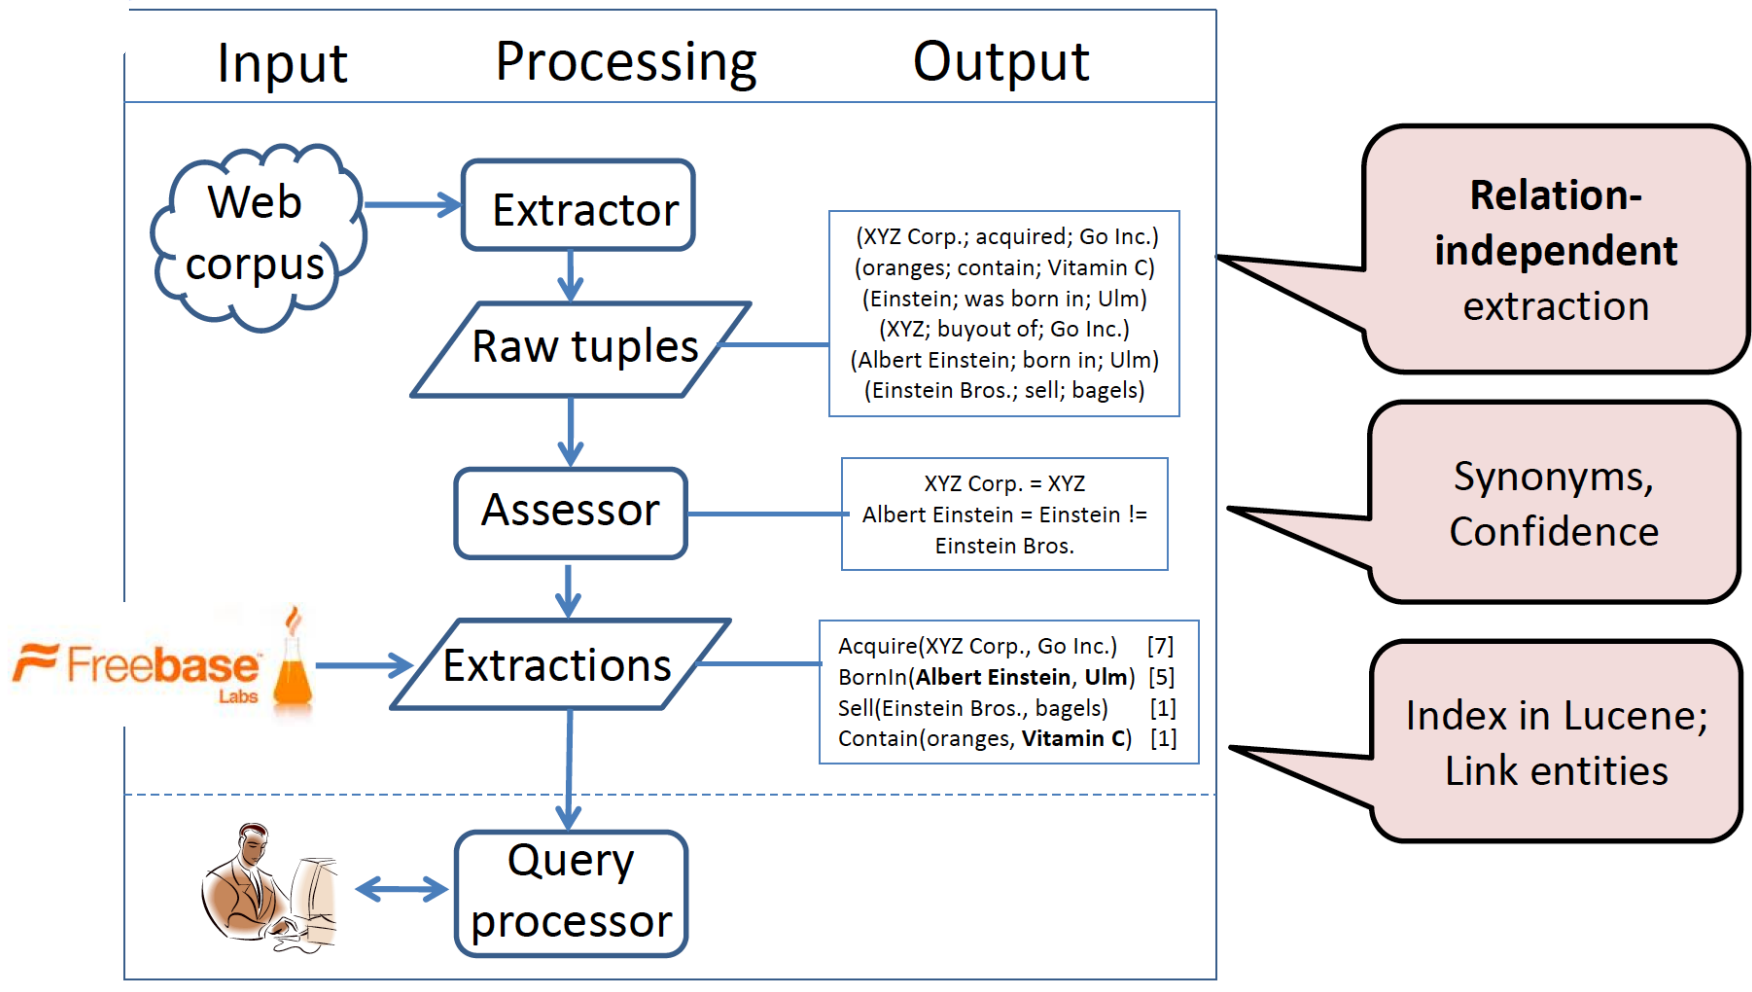 Input
Processing
Output
Web
corpus
Extractor
Raw tuples
(XYZ Corp.; acquired; Go Inc.)
(oranges; contain; Vitamin C)
(Einstein; was born in; Ulm)
(XYZ; buyout of; Go Inc.)
(Albert Einstein; born in; Ulm)
(Einstein Bros.; sell; bagels)
Relation-
independent
extraction
Assessor
XYZ Corp. = XYZ
Albert Einstein = Einstein !=
Einstein Bros.
Synonyms,
Confidence
Freebase™
Labs
Extractions
Acquire(XYZ Corp., Go Inc.) [7]
BornIn(Albert Einstein, Ulm) [5]
Sell(Einstein Bros., bagels) [1]
Contain(oranges, Vitamin C) [1]
Index in Lucene;
Link entities
Query
processor